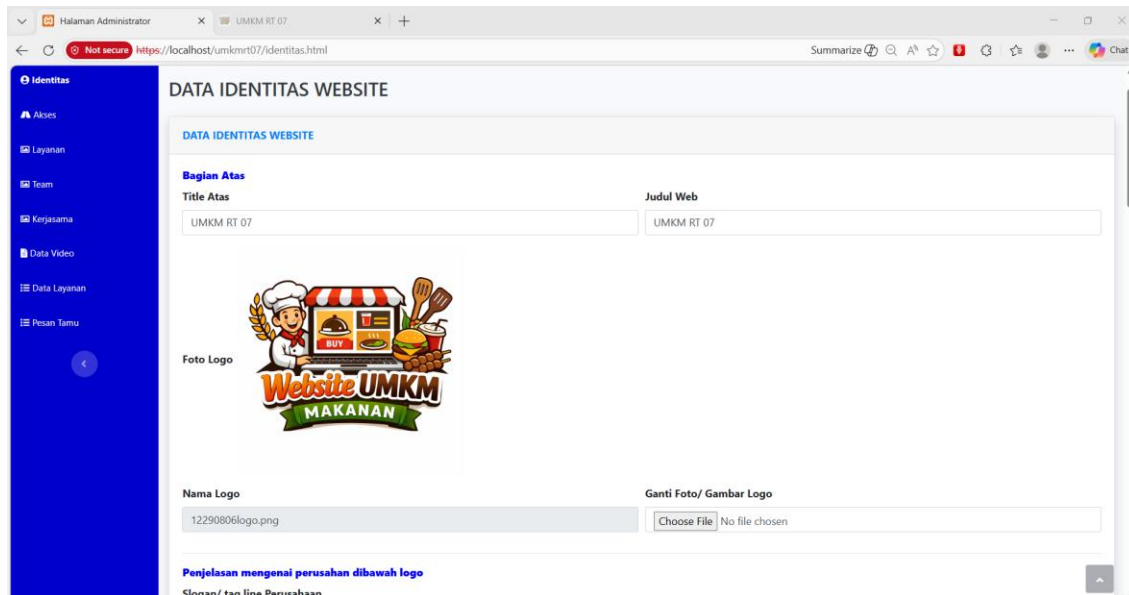 Halaman Administrator
UMKM RT 07
Not secure https://localhost/umkmrt07/identitas.html
Summarize
Chat
Identitas
Akses
Layanan
Team
Kerjasama
Data Video
Data Layanan
Pesan Tamu
DATA IDENTITAS WEBSITE
DATA IDENTITAS WEBSITE
Bagian Atas
Title Atas
Judul Web
UMKM RT 07
UMKM RT 07
Foto Logo
BUY
Website UMKM
MAKANAN
Nama Logo
Ganti Foto/ Gambar Logo
12290806logo.png
Choose File No file chosen
Penjelasan mengenai perusahan dibawah logo
Slogan/ tag line Perusahaan